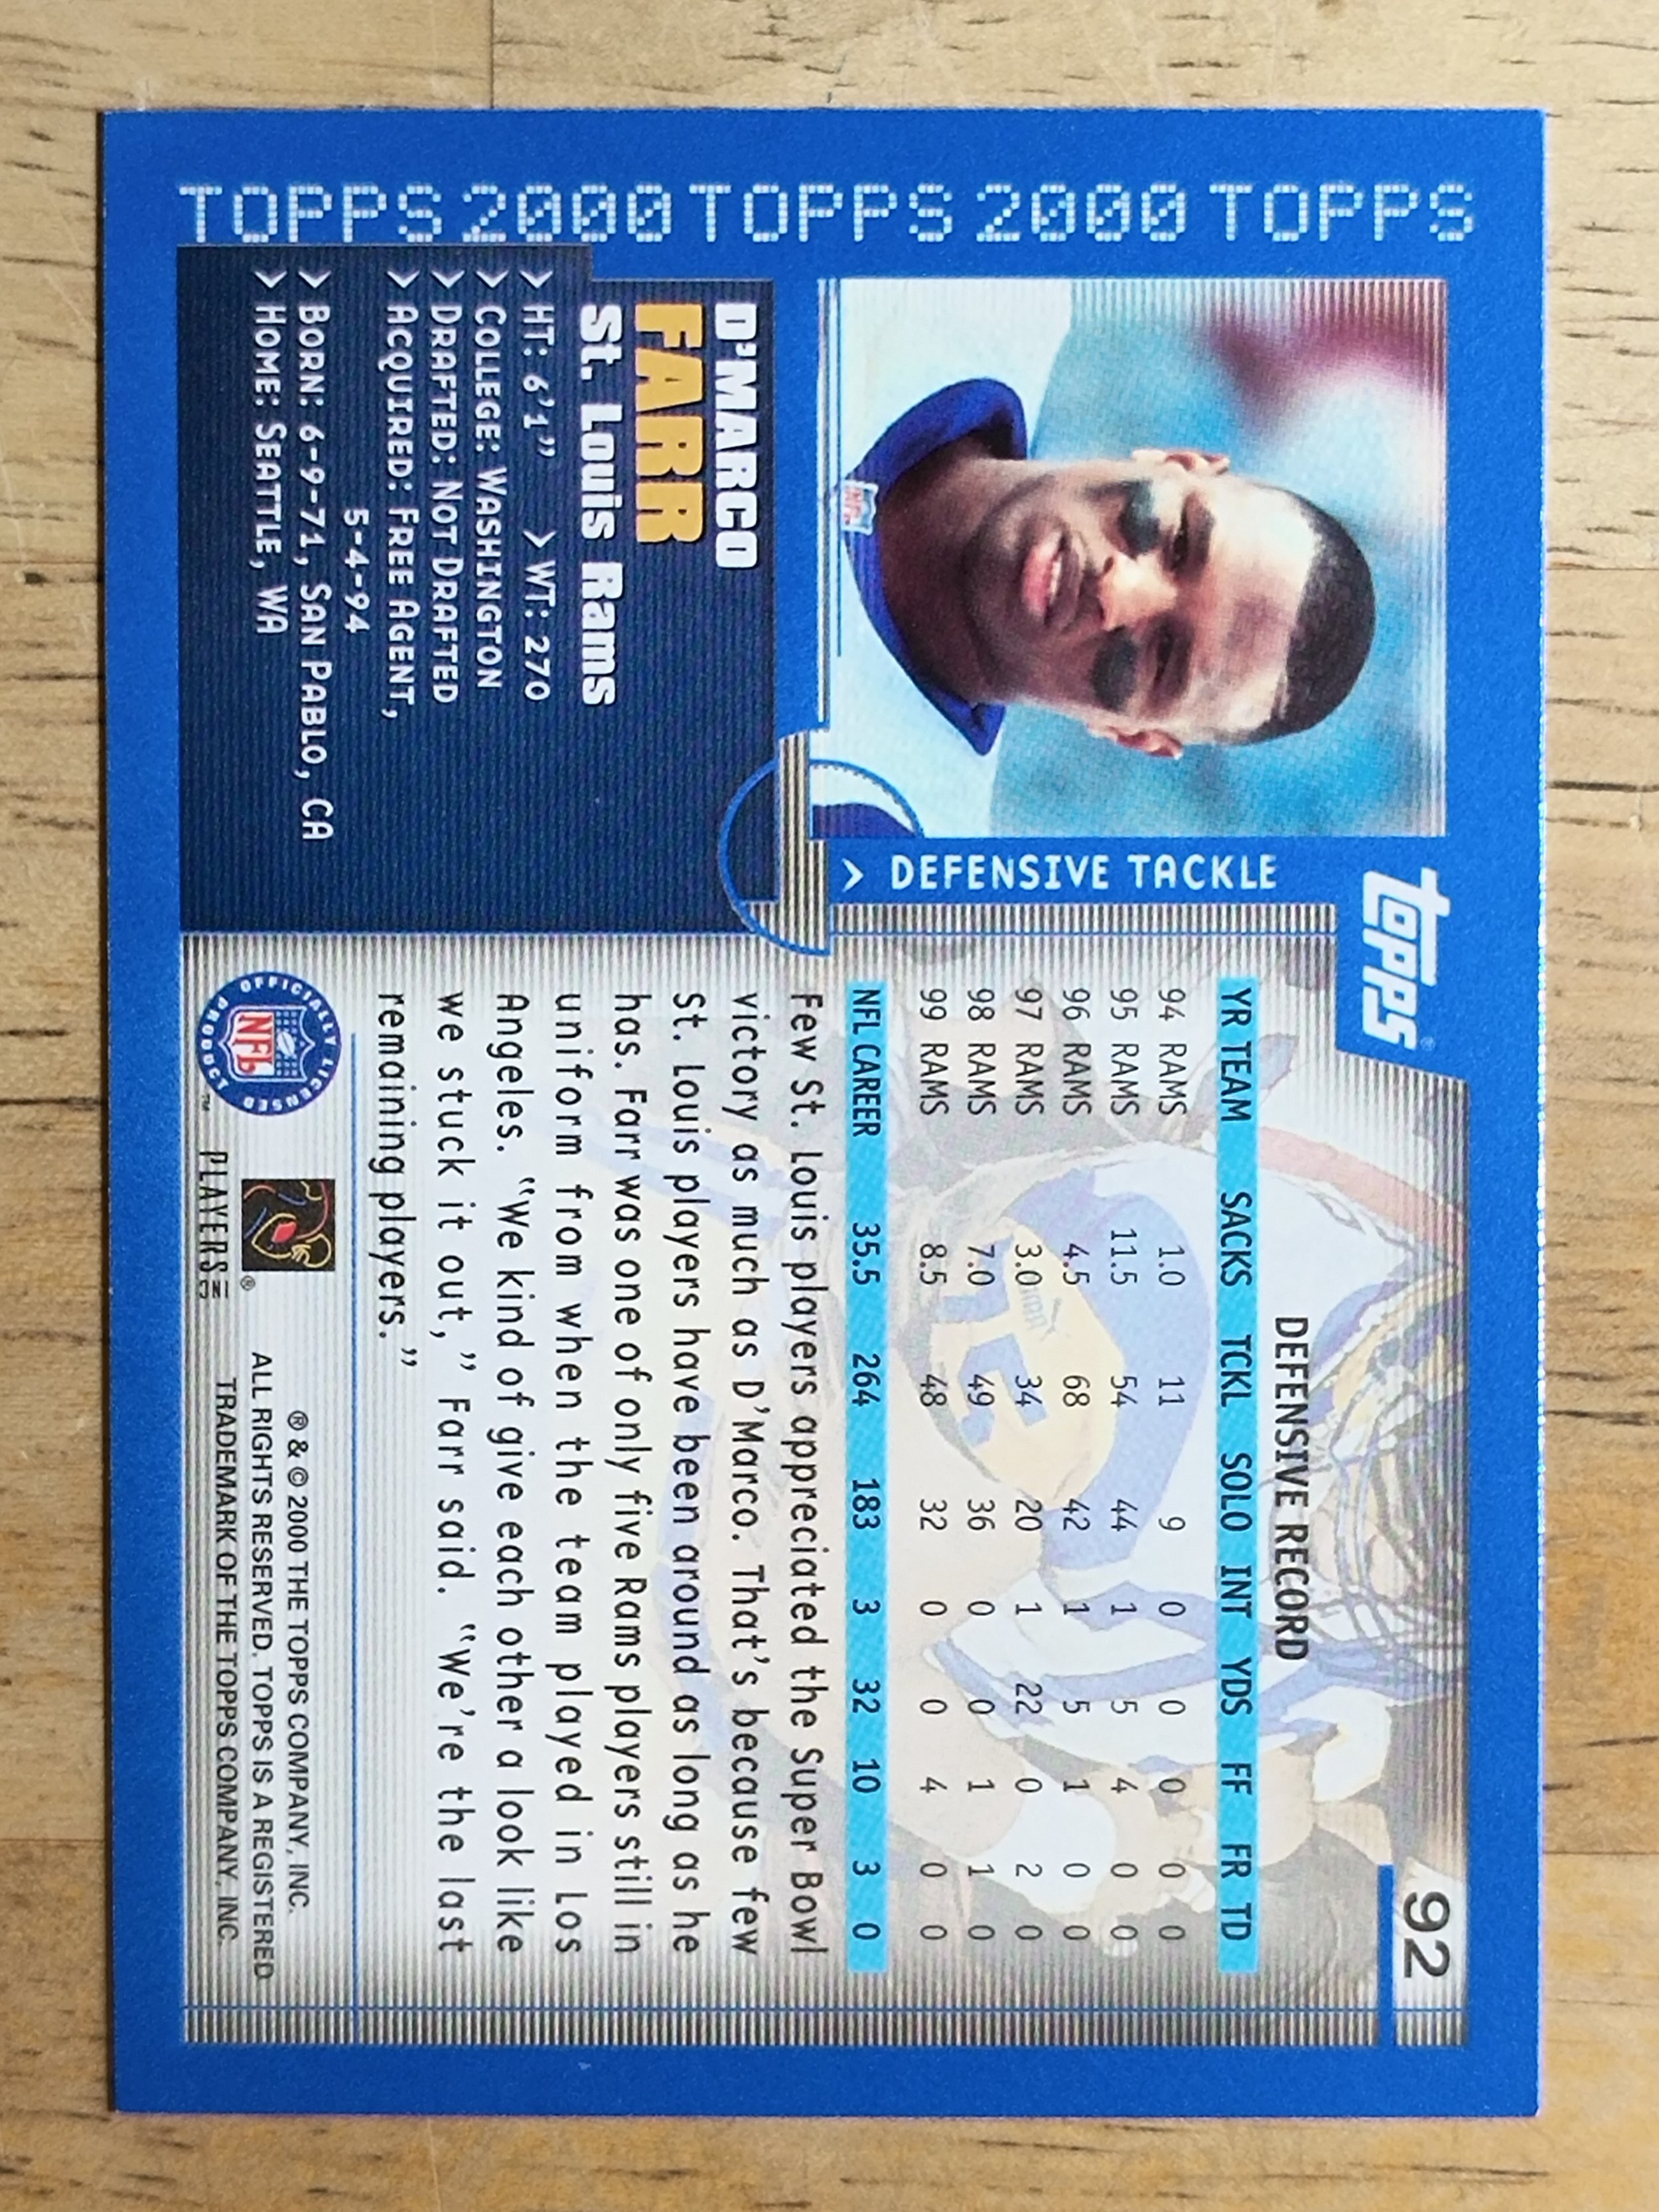 TOPPS 2000 TOPPS 2000 TOPPS
topps®
92
> DEFENSIVE TACKLE
NFL
D'MARCO
FARR
St. Louis Rams
> HT: 6'1" > WT: 270
> COLLEGE: WASHINGTON
> DRAFTED: NOT DRAFTED
> ACQUIRED: FREE AGENT,
5-4-94
> BORN: 6-9-71, SAN PABLO, CA
> HOME: SEATTLE, WA
DEFENSIVE RECORD
YR TEAM SACKS TCKL SOLO INT YDS FF FR TD
94 RAMS 1.0 11 9 0 0 0 0 0
95 RAMS 11.5 54 44 1 5 4 0 0
96 RAMS 4.5 68 42 1 5 1 0 0
97 RAMS 3.0 34 20 1 22 0 2 0
98 RAMS 7.0 49 36 0 0 1 1 0
99 RAMS 8.5 48 32 0 0 4 0 0
NFL CAREER 35.5 264 183 3 32 10 3 0
Few St. Louis players appreciated the Super Bowl
victory as much as D'Marco. That's because few
St. Louis players have been around as long as he
has. Farr was one of only five Rams players still in
uniform from when the team played in Los
Angeles. "We kind of give each other a look like
we stuck it out," Farr said. "We're the last
remaining players."
OFFICIALLY LICENSED PRODUCT
NFL
™
®
PLAYERS INC
® & © 2000 THE TOPPS COMPANY, INC.
ALL RIGHTS RESERVED. TOPPS IS A REGISTERED
TRADEMARK OF THE TOPPS COMPANY, INC.